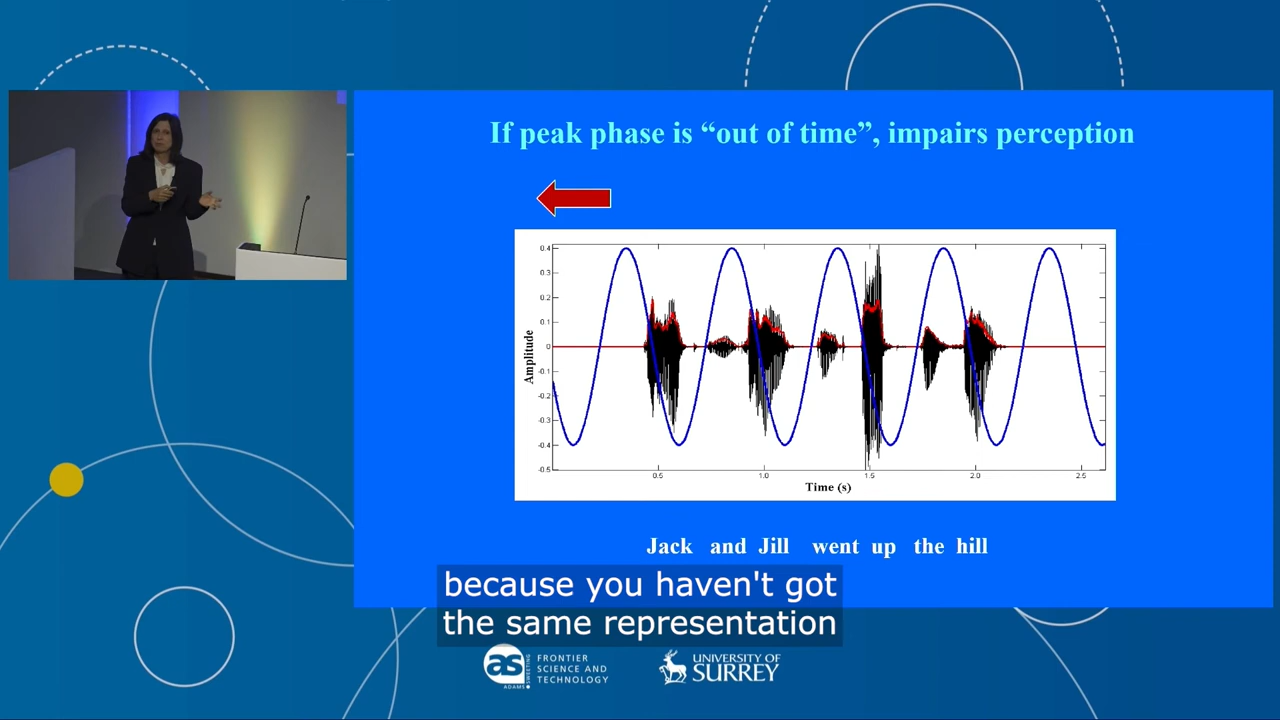 If peak phase is “out of time”, impairs perception
Amplitude
0.4
0.3
0.2
0.1
0
-0.1
-0.2
-0.3
-0.4
-0.5
0.5 1.0 1.5 2.0 2.5
Time (s)
Jack and Jill went up the hill
because you haven't got
the same representation
as
ADAMS SWEETING
FRONTIER
SCIENCE AND
TECHNOLOGY
UNIVERSITY OF
SURREY